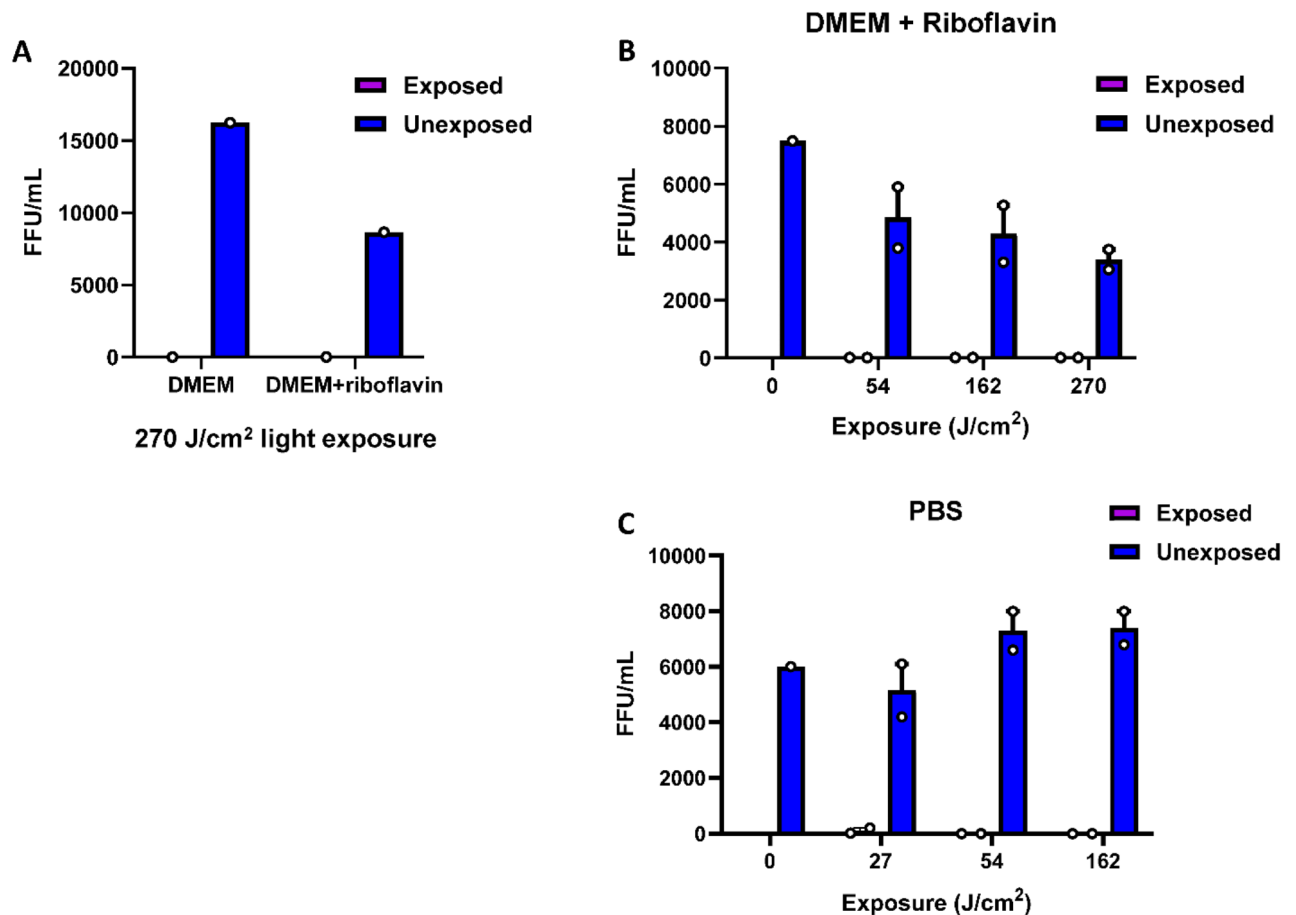 A
20000
15000
10000
5000
0
FFU/mL
Exposed
Unexposed
DMEM DMEM+riboflavin
270 J/cm² light exposure
DMEM + Riboflavin
B
10000
8000
6000
4000
2000
0
FFU/mL
Exposed
Unexposed
0 54 162 270
Exposure (J/cm²)
PBS
C
10000
8000
6000
4000
2000
0
FFU/mL
Exposed
Unexposed
0 27 54 162
Exposure (J/cm²)